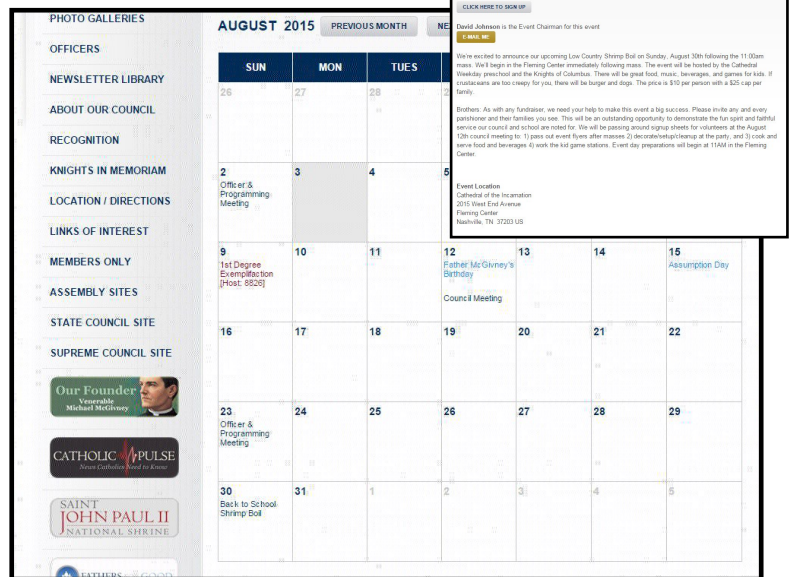 PHOTO GALLERIES
OFFICERS
NEWSLETTER LIBRARY
ABOUT OUR COUNCIL
RECOGNITION
KNIGHTS IN MEMORIAM
LOCATION / DIRECTIONS
LINKS OF INTEREST
MEMBERS ONLY
ASSEMBLY SITES
STATE COUNCIL SITE
SUPREME COUNCIL SITE
Our Founder
Venerable
Michael McGivney
CATHOLIC PULSE
News Catholics Need to Know
SAINT
JOHN PAUL II
NATIONAL SHRINE
FATHERS GOOD
AUGUST 2015 PREVIOUS MONTH NE
SUN MON TUES
26 27 28 2
2 3 4 5
Officer &
Programming
Meeting
9 10 11 12 13 14 15
1st Degree
Exemplifaction
[Host: 8826]
Father McGivney's
Birthday
Council Meeting
Assumption Day
16 17 18 19 20 21 22
23 24 25 26 27 28 29
Officer &
Programming
Meeting
30 31 1 2 3 4 5
Back to School
Shrimp Boil
CLICK HERE TO SIGN UP
David Johnson is the Event Chairman for this event
E-MAIL ME
We're excited to announce our upcoming Low Country Shrimp Boil on Sunday, August 30th following the 11:00am
mass. We'll begin in the Fleming Center immediately following mass. The event will be hosted by the Cathedral
Weekday preschool and the Knights of Columbus. There will be great food, music, beverages, and games for kids. If
crustaceans are too creepy for you, there will be burger and dogs. The price is $10 per person with a $25 cap per
family.
Brothers: As with any fundraiser, we need your help to make this event a big success. Please invite any and every
parishioner and their families you see. This will be an outstanding opportunity to demonstrate the fun spirit and faithful
service our council and school are noted for. We will be passing around signup sheets for volunteers at the August
12th council meeting to: 1) pass out event flyers after masses 2) decorate/setup/cleanup at the party, and 3) cook and
serve food and beverages 4) work the kid game stations. Event day preparations will begin at 11AM in the Fleming
Center.
Event Location
Cathedral of the Incarnation
2015 West End Avenue
Fleming Center
Nashville, TN 37203 US